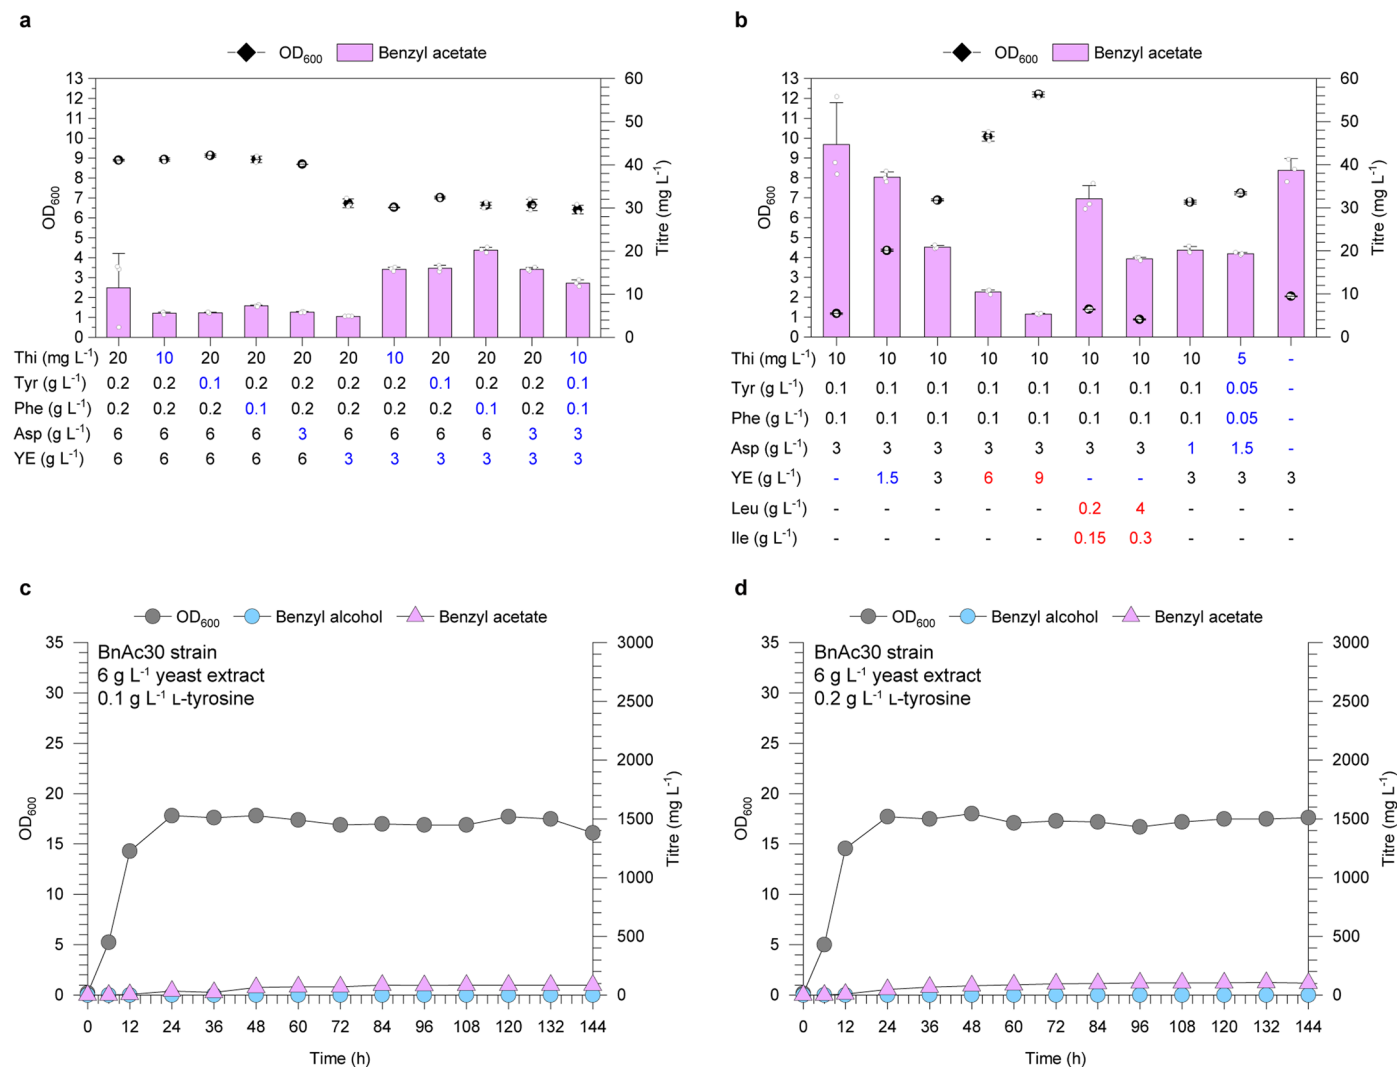 a
OD600 Benzyl acetate
13 12 11 10 9 8 7 6 5 4 3 2 1 0
OD600
60 50 40 30 20 10 0
Titre (mg L-1)
Thi (mg L-1) 20 10 20 20 20 20 10 20 20 20 10
Tyr (g L-1) 0.2 0.2 0.1 0.2 0.2 0.2 0.2 0.1 0.2 0.2 0.1
Phe (g L-1) 0.2 0.2 0.2 0.1 0.2 0.2 0.2 0.2 0.1 0.2 0.1
Asp (g L-1) 6 6 6 6 3 6 6 6 6 3 3
YE (g L-1) 6 6 6 6 6 3 3 3 3 3 3
b
OD600 Benzyl acetate
13 12 11 10 9 8 7 6 5 4 3 2 1 0
OD600
60 50 40 30 20 10 0
Titre (mg L-1)
Thi (mg L-1) 10 10 10 10 10 10 10 10 5 -
Tyr (g L-1) 0.1 0.1 0.1 0.1 0.1 0.1 0.1 0.1 0.05 -
Phe (g L-1) 0.1 0.1 0.1 0.1 0.1 0.1 0.1 0.1 0.05 -
Asp (g L-1) 3 3 3 3 3 3 3 1 1.5 -
YE (g L-1) - 1.5 3 6 9 - - 3 3 3
Leu (g L-1) - - - - - 0.2 4 - - -
Ile (g L-1) - - - - - 0.15 0.3 - - -
c
OD600 Benzyl alcohol Benzyl acetate
BnAc30 strain
6 g L-1 yeast extract
0.1 g L-1 L-tyrosine
35 30 25 20 15 10 5 0
OD600
3000 2500 2000 1500 1000 500 0
Titre (mg L-1)
0 12 24 36 48 60 72 84 96 108 120 132 144
Time (h)
d
OD600 Benzyl alcohol Benzyl acetate
BnAc30 strain
6 g L-1 yeast extract
0.2 g L-1 L-tyrosine
35 30 25 20 15 10 5 0
OD600
3000 2500 2000 1500 1000 500 0
Titre (mg L-1)
0 12 24 36 48 60 72 84 96 108 120 132 144
Time (h)